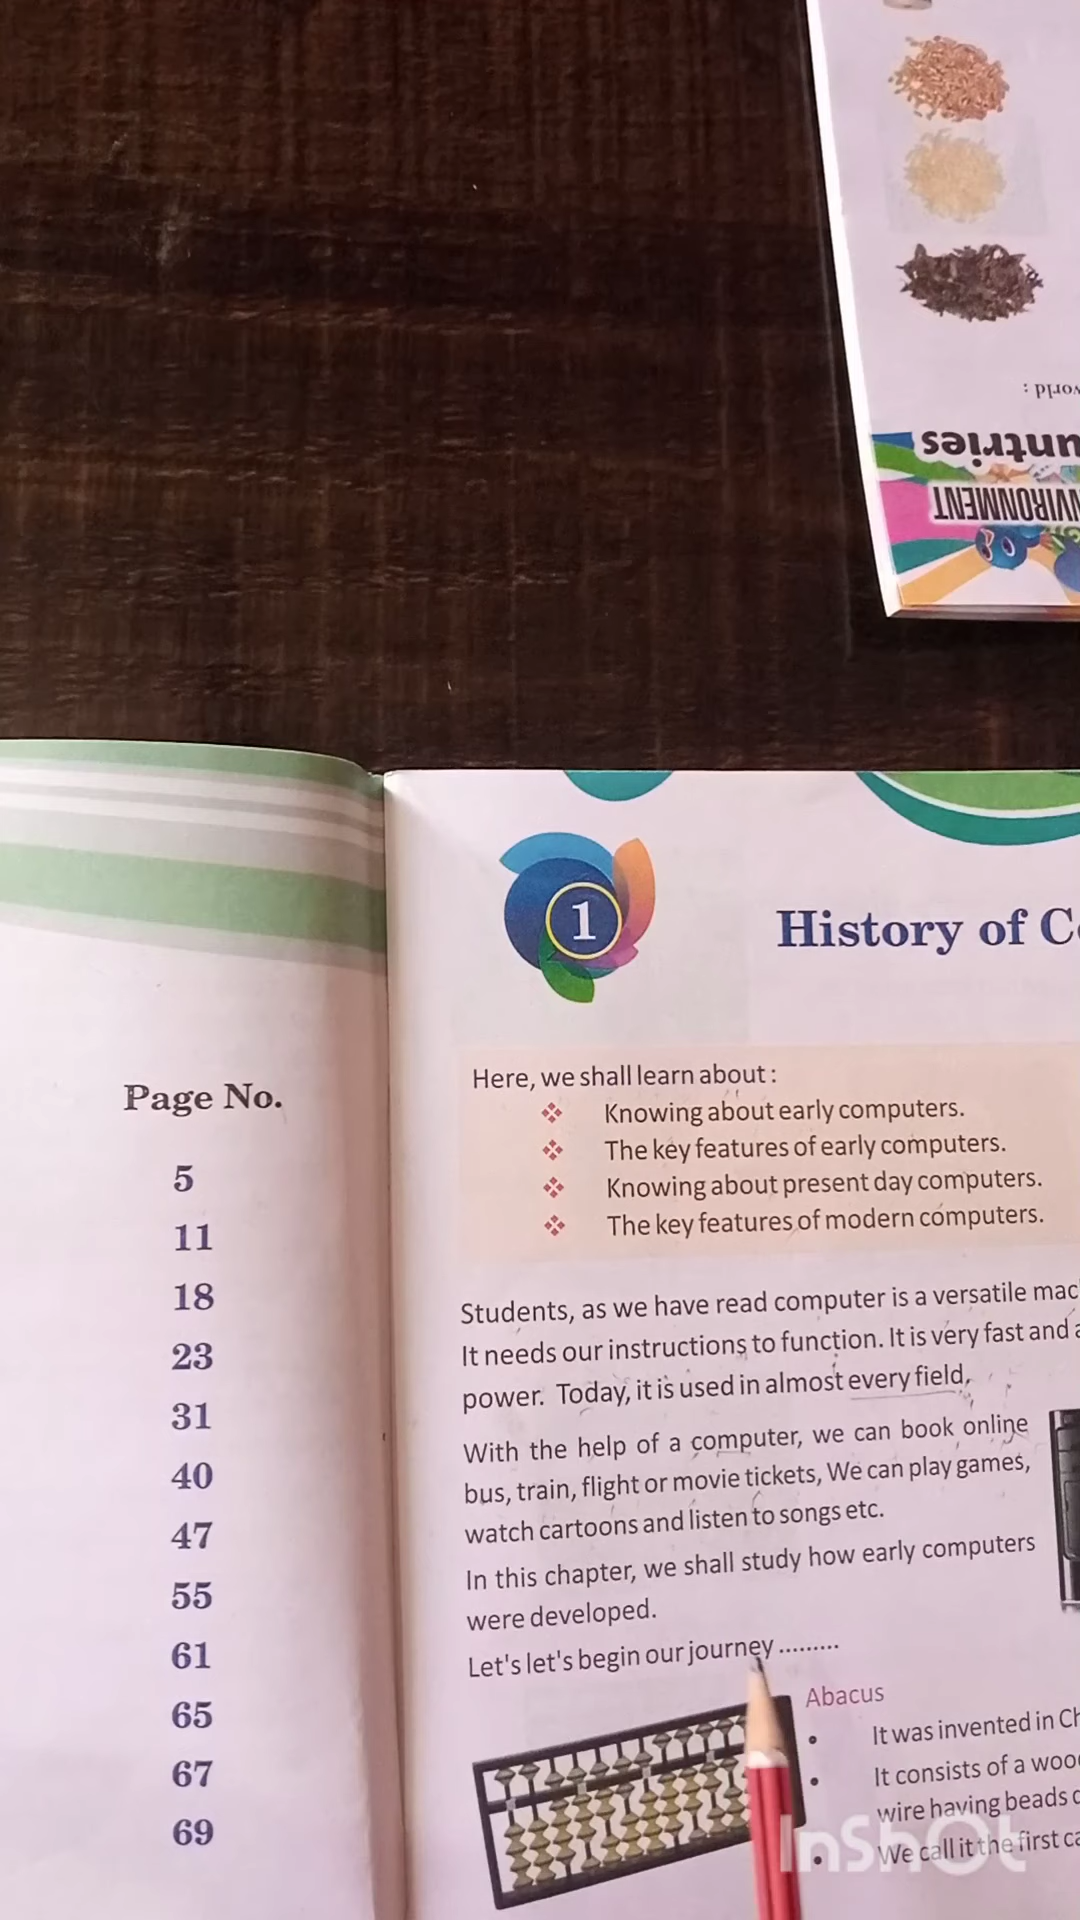 : plrow
untries
NVIRONMENT
Page No.
5
11
18
23
31
40
47
55
61
65
67
69
1
History of
Here, we shall learn about :
Knowing about early computers.
The key features of early computers.
Knowing about present day computers.
The key features of modern computers.
Students, as we have read computer is a versatile
It needs our instructions to function. It is very fast and
power. Today, it is used in almost every field,
With the help of a computer, we can book online
bus, train, flight or movie tickets, We can play games,
watch cartoons and listen to songs etc.
In this chapter, we shall study how early computers
were developed.
Let's let's begin our journey .........
Abacus
It was invented in
It consists of a
wire having beads
We call it the first
InShOt